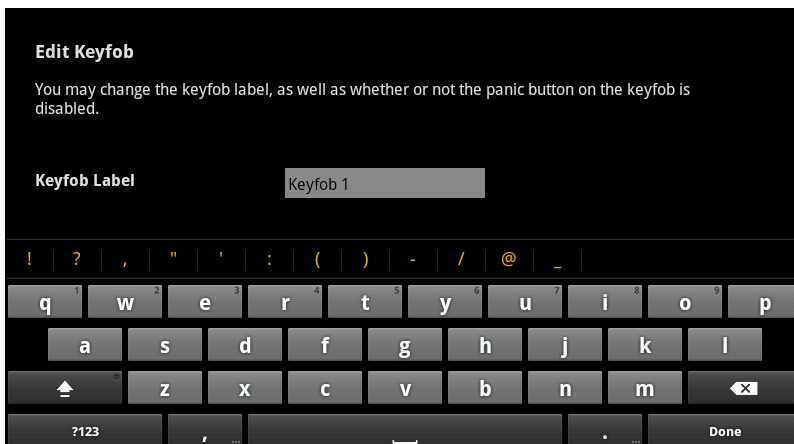 Edit Keyfob
You may change the keyfob label, as well as whether or not the panic button on the keyfob is
disabled.
Keyfob Label Keyfob 1
! ? , " ' : ( ) - / @ _
1 2 3 4 5 6 7 8 9
q w e r t y u i o p
a s d f g h j k l
z x c v b n m
?123 , ... . ... Done